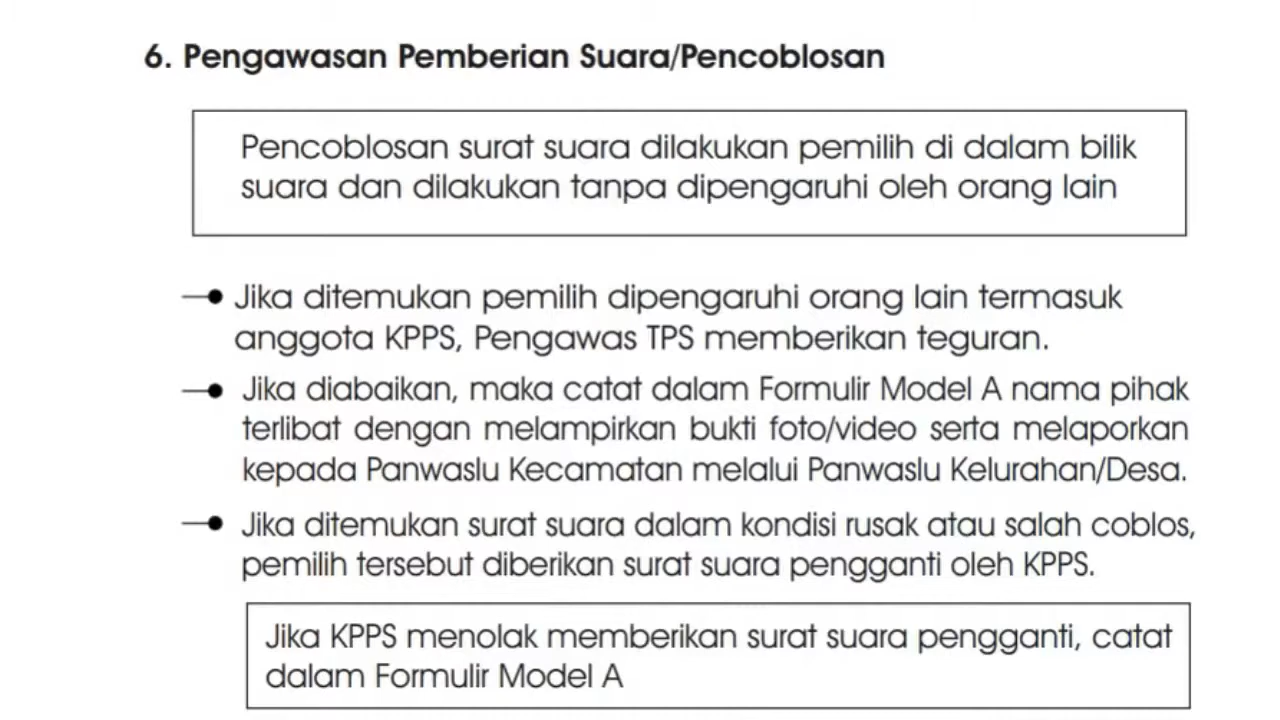 6. Pengawasan Pemberian Suara/Pencoblosan
Pencoblosan surat suara dilakukan pemilih di dalam bilik
suara dan dilakukan tanpa dipengaruhi oleh orang lain
Jika ditemukan pemilih dipengaruhi orang lain termasuk
anggota KPPS, Pengawas TPS memberikan teguran.
Jika diabaikan, maka catat dalam Formulir Model A nama pihak
terlibat dengan melampirkan bukti foto/video serta melaporkan
kepada Panwaslu Kecamatan melalui Panwaslu Kelurahan/Desa.
Jika ditemukan surat suara dalam kondisi rusak atau salah coblos,
pemilih tersebut diberikan surat suara pengganti oleh KPPS.
Jika KPPS menolak memberikan surat suara pengganti, catat
dalam Formulir Model A